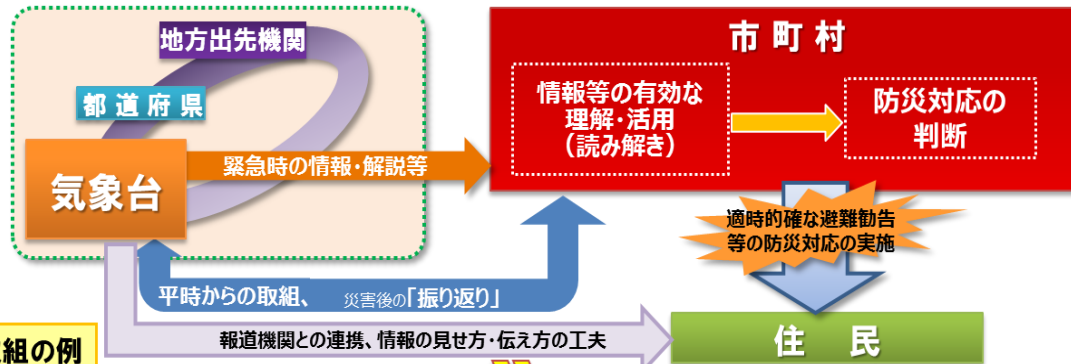 地方出先機関
都道府県
気象台
緊急時の情報・解説等
市町村
情報等の有効な
理解・活用
（読み解き）
防災対応の
判断
適時的確な避難勧告
等の防災対応の実施
平時からの取組、 災害後の「振り返り」
報道機関との連携、情報の見せ方・伝え方の工夫
住 民
組の例